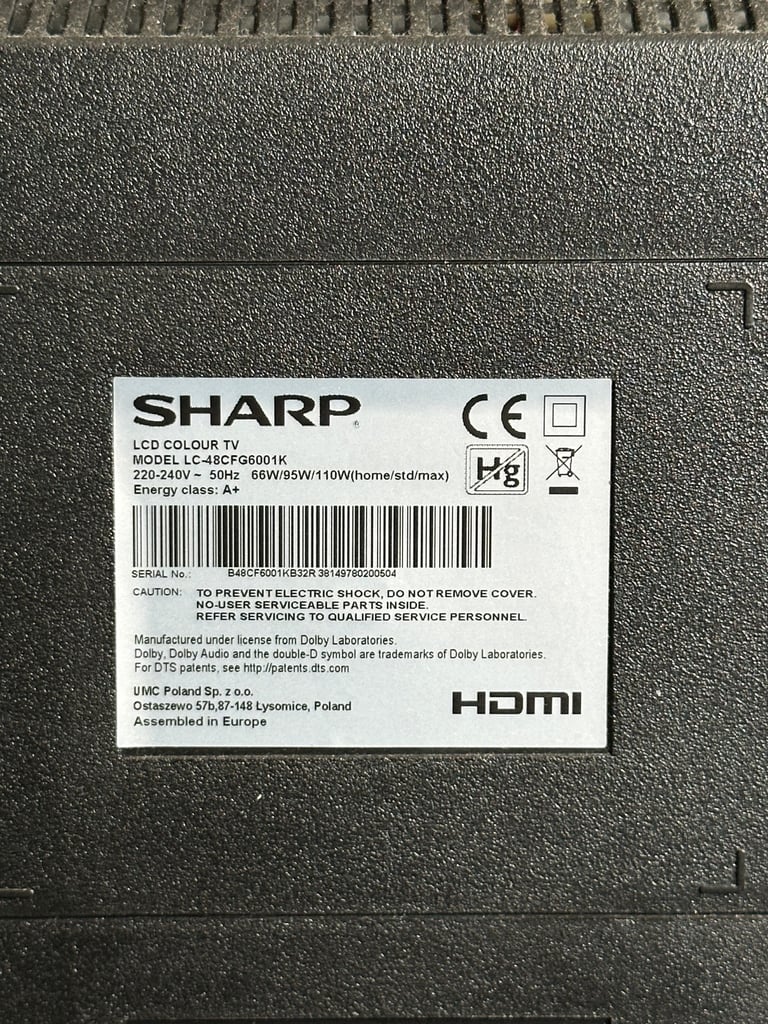 SHARP
LCD COLOUR TV
MODEL LC-48CFG6001K
220-240V ~ 50Hz 66W/95W/110W(home/std/max)
Energy class: A+
CE
Hg
SERIAL No.: B48CF6001KB32R 38149780200504
CAUTION: TO PREVENT ELECTRIC SHOCK, DO NOT REMOVE COVER.
NO-USER SERVICEABLE PARTS INSIDE.
REFER SERVICING TO QUALIFIED SERVICE PERSONNEL.
Manufactured under license from Dolby Laboratories.
Dolby, Dolby Audio and the double-D symbol are trademarks of Dolby Laboratories.
For DTS patents, see http://patents.dts.com
UMC Poland Sp. z o.o.
Ostaszewo 57b,87-148 Łysomice, Poland
Assembled in Europe
HDMI